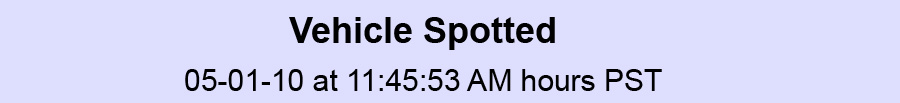 Vehicle Spotted
05-01-10 at 11:45:53 AM hours PST